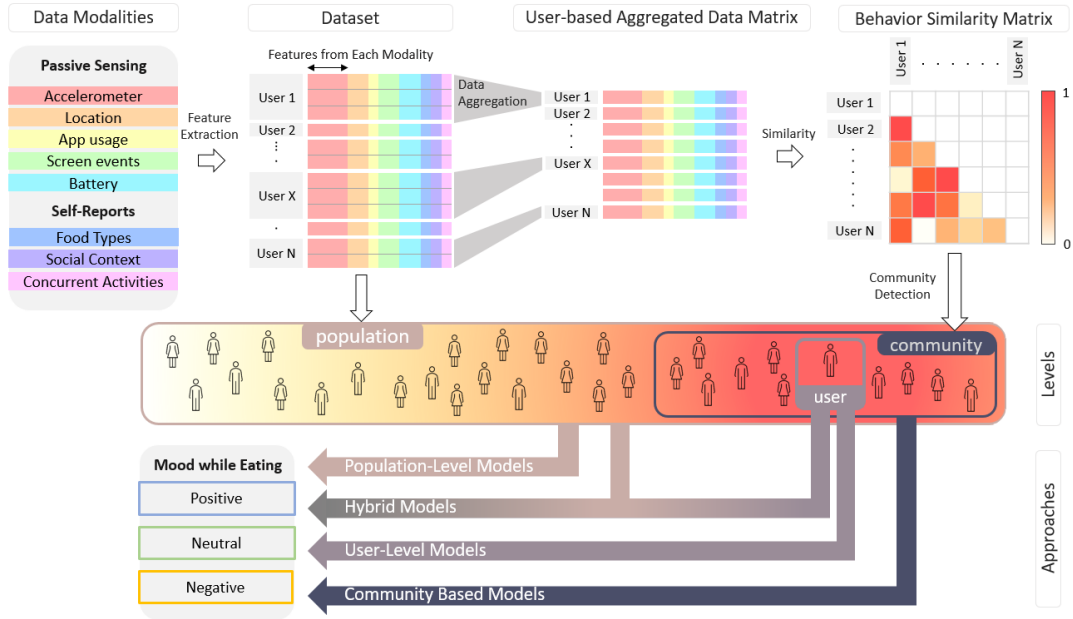 Data Modalities
Dataset
User-based Aggregated Data Matrix
Behavior Similarity Matrix
Passive Sensing
Accelerometer
Location
App usage
Screen events
Battery
Self-Reports
Food Types
Social Context
Concurrent Activities
Feature
Extraction
Features from Each Modality
User 1
User 2
User X
User N
Data
Aggregation
User 1
User 2
User X
User N
Similarity
User 1
User N
User 1
User 2
User N
1
0
Community
Detection
population
community
user
Levels
Mood while Eating
Positive
Neutral
Negative
Population-Level Models
Hybrid Models
User-Level Models
Community Based Models
Approaches